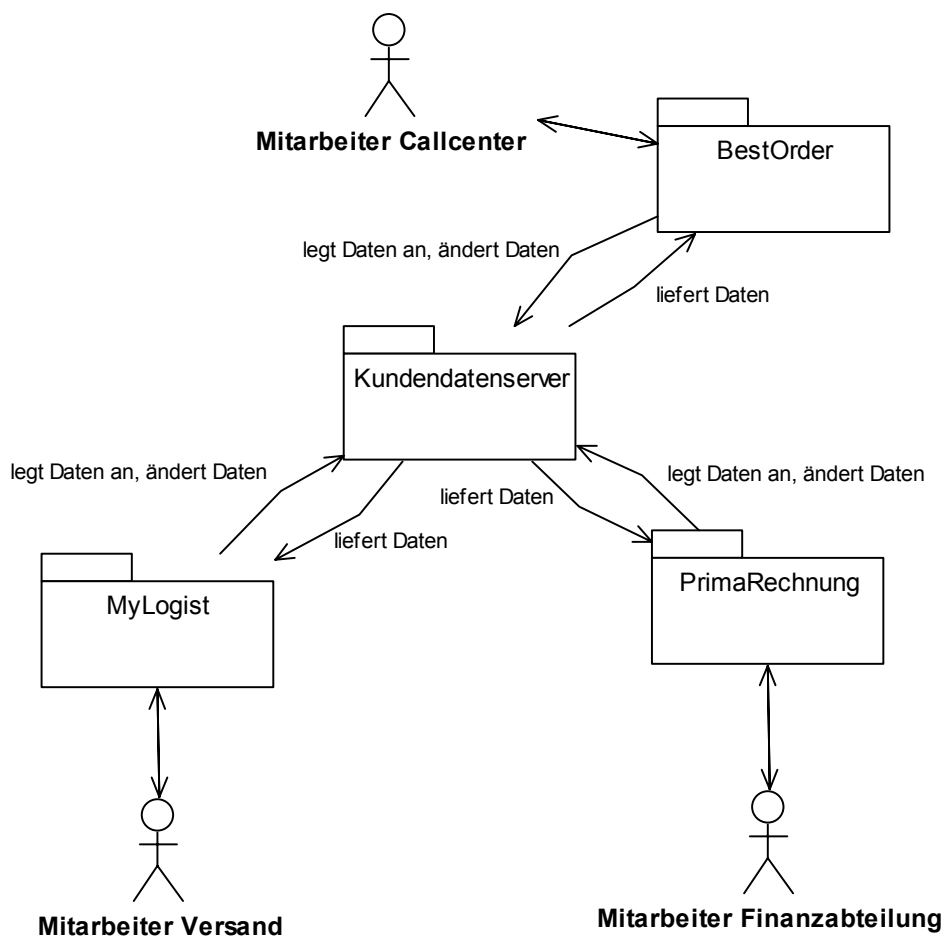 Mitarbeiter Callcenter
BestOrder
legt Daten an, ändert Daten
liefert Daten
Kundendatenserver
legt Daten an, ändert Daten
legt Daten an, ändert Daten
liefert Daten
liefert Daten
MyLogist
PrimaRechnung
Mitarbeiter Versand
Mitarbeiter Finanzabteilung